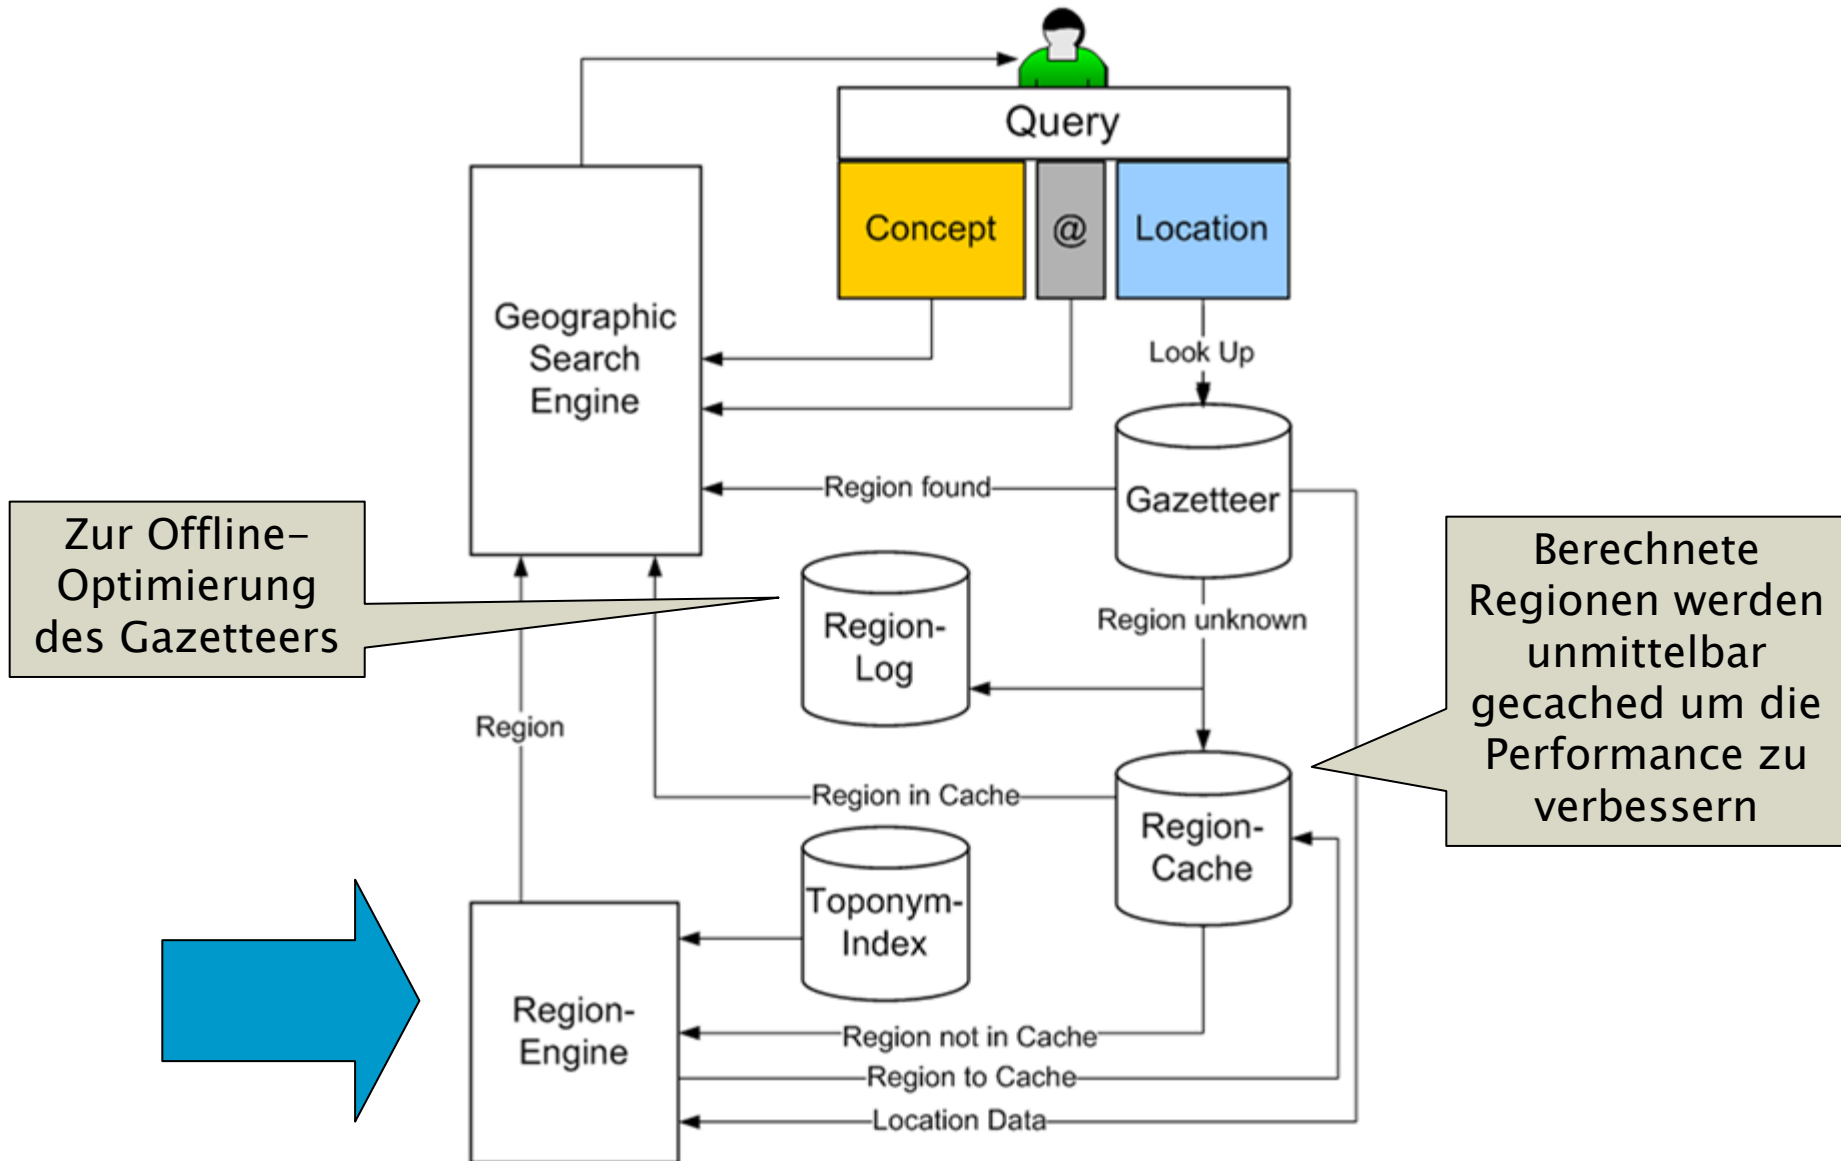 Query
Concept
@
Location
Geographic
Search
Engine
Look Up
Region found
Gazetteer
Zur Offline–
Optimierung
des Gazetteers
Region-
Log
Region unknown
Berechnete
Regionen werden
unmittelbar
gecached um die
Performance zu
verbessern
Region
Region in Cache
Region-
Cache
Toponym-
Index
Region-
Engine
Region not in Cache
Region to Cache
Location Data